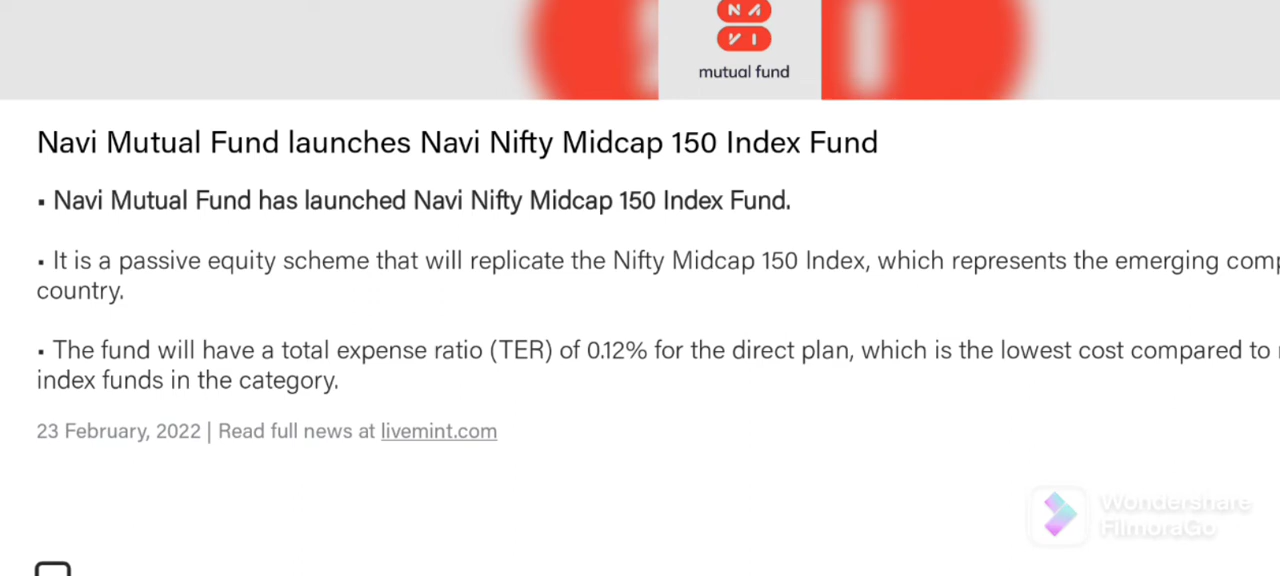 NA
VI
mutual fund
Navi Mutual Fund launches Navi Nifty Midcap 150 Index Fund
▪ Navi Mutual Fund has launched Navi Nifty Midcap 150 Index Fund.
▪ It is a passive equity scheme that will replicate the Nifty Midcap 150 Index, which represents the emerging
country.
▪ The fund will have a total expense ratio (TER) of 0.12% for the direct plan, which is the lowest cost compared to
index funds in the category.
23 February, 2022 | Read full news at livemint.com
Wondershare
FilmoraGo